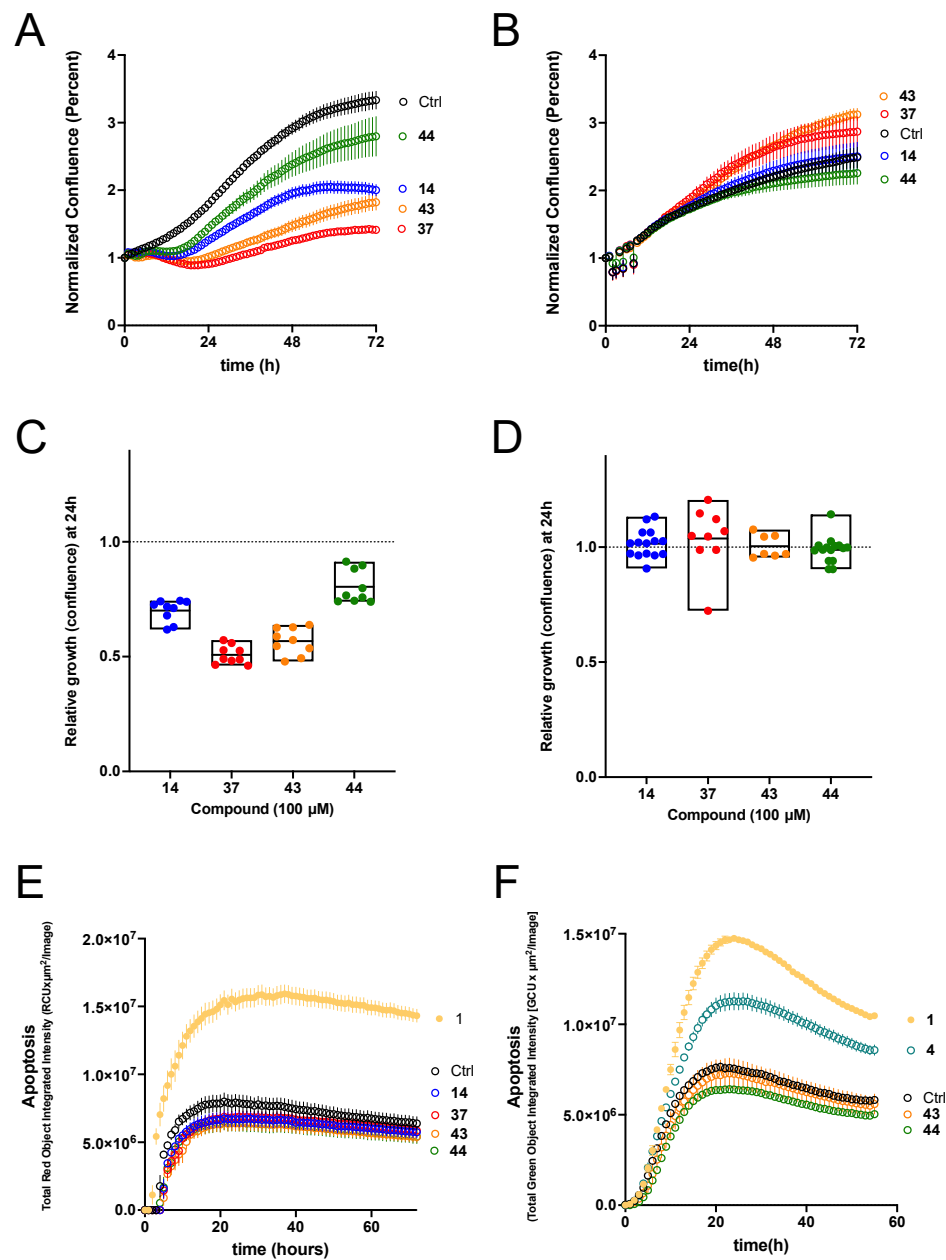 A
Normalized Confluence (Percent)
4
3
2
1
0
0
24
48
72
time (h)
Ctrl
44
14
43
37
B
Normalized Confluence (Percent)
4
3
2
1
0
0
24
48
72
time(h)
43
37
Ctrl
14
44
C
Relative growth (confluence) at 24h
1.0
0.5
0.0
14
37
43
44
Compound (100 µM)
D
Relative growth (confluence) at 24h
1.0
0.5
0.0
14
37
43
44
Compound (100 µM)
E
Apoptosis
Total Red Object Integrated Intensity (RCUxµm²/Image)
2.0×10⁷
1.5×10⁷
1.0×10⁷
5.0×10⁶
0.0
0
20
40
60
time (hours)
1
Ctrl
14
37
43
44
F
Apoptosis
(Total Green Object Integrated Intensity [GCU x µm²/Image]
1.5×10⁷
1.0×10⁷
5.0×10⁶
0.0
0
20
40
60
time(h)
1
4
Ctrl
43
44